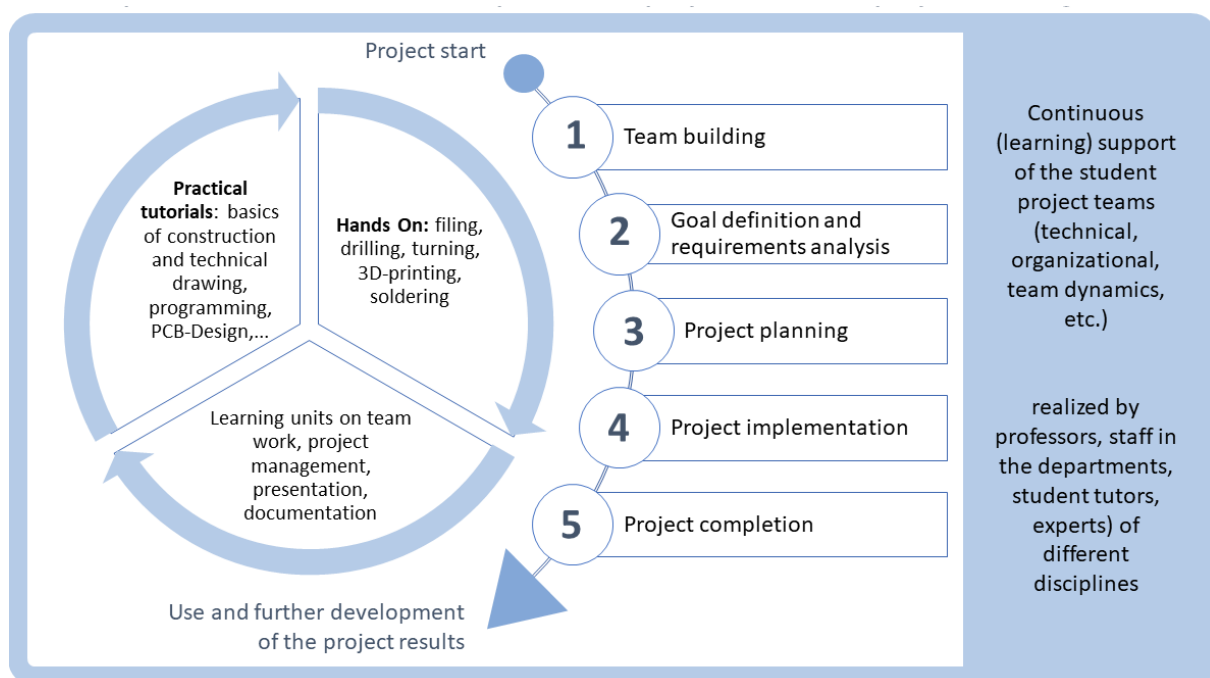 Project start
Practical
tutorials: basics
of construction
and technical
drawing,
programming,
PCB-Design,...
Hands On: filing,
drilling, turning,
3D-printing,
soldering
Learning units on team
work, project
management,
presentation,
documentation
1
Team building
2
Goal definition and
requirements analysis
3
Project planning
4
Project implementation
5
Project completion
Use and further development
of the project results
Continuous
(learning) support
of the student
project teams
(technical,
organizational,
team dynamics,
etc.)
realized by
professors, staff in
the departments,
student tutors,
experts) of
different
disciplines